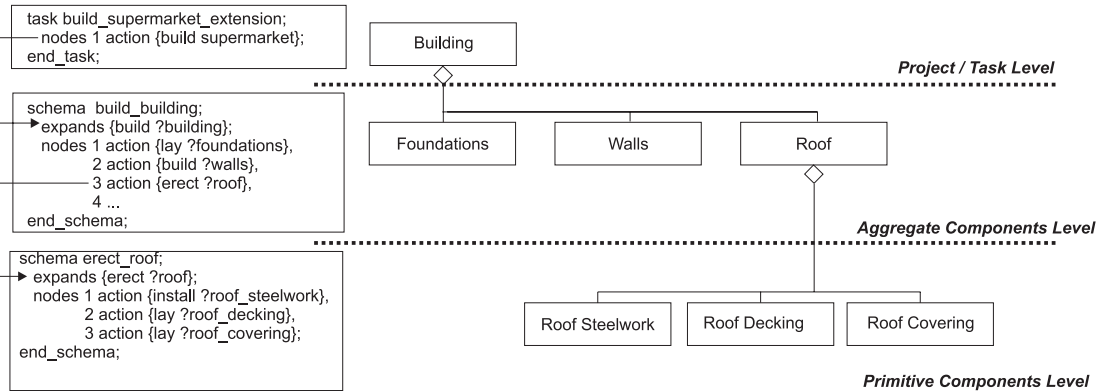 task build_supermarket_extension;
nodes 1 action {build supermarket};
end_task;
Building
Project / Task Level
schema build_building;
expands {build ?building};
nodes 1 action {lay ?foundations},
2 action {build ?walls},
3 action {erect ?roof},
4 ...
end_schema;
Foundations
Walls
Roof
Aggregate Components Level
schema erect_roof;
expands {erect ?roof};
nodes 1 action {install ?roof_steelwork},
2 action {lay ?roof_decking},
3 action {lay ?roof_covering};
end_schema;
Roof Steelwork
Roof Decking
Roof Covering
Primitive Components Level